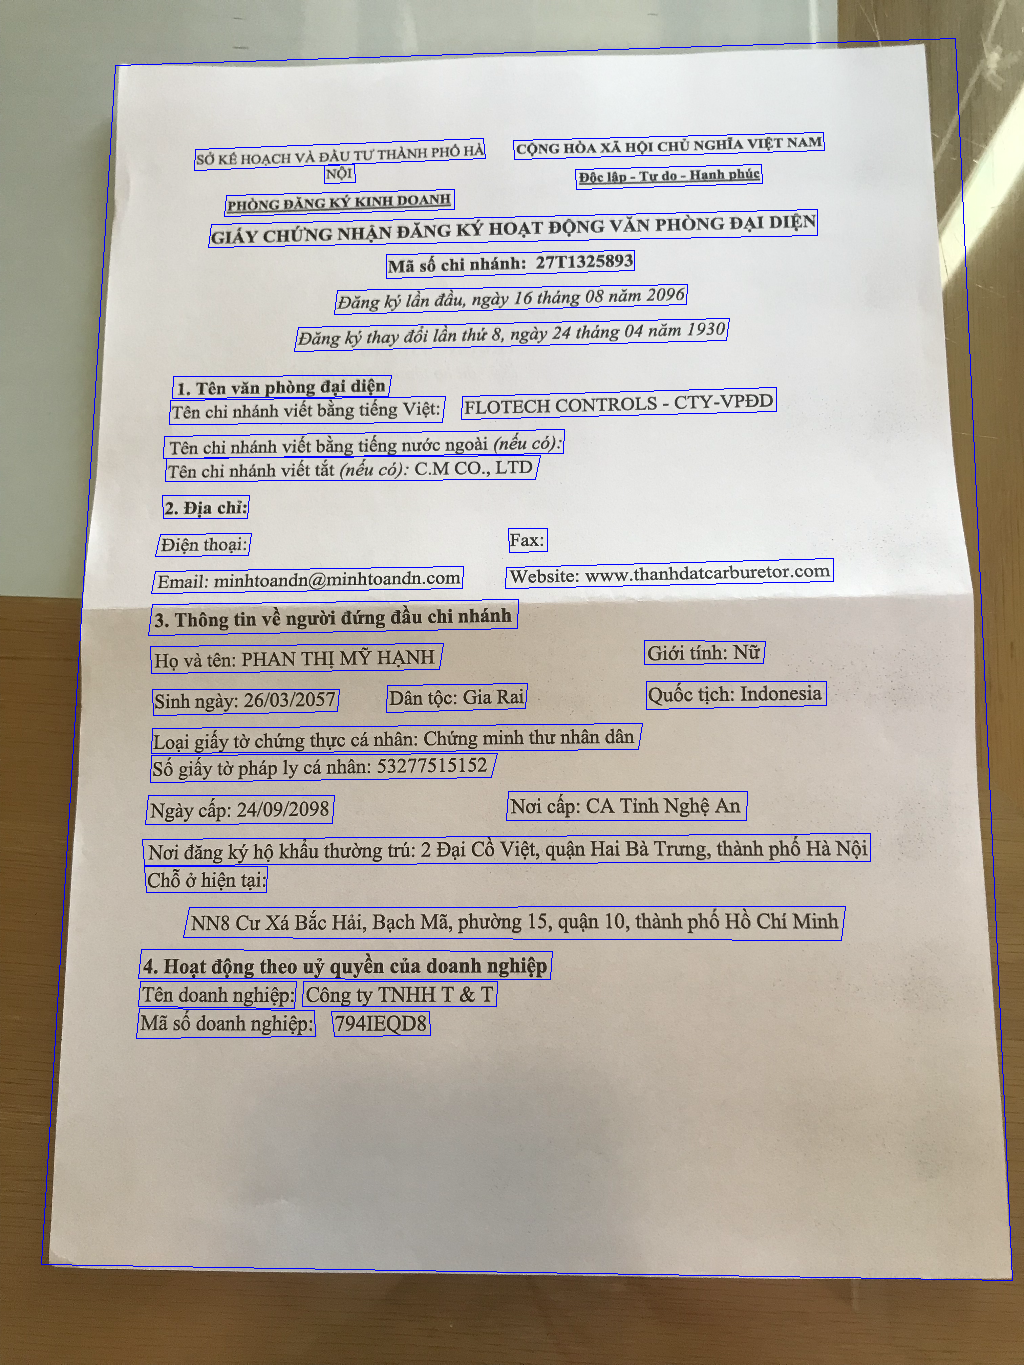 SỞ KẾ HOẠCH VÀ ĐẦU TƯ THÀNH PHỐ HÀ NỘI
CỘNG HÒA XÃ HỘI CHỦ NGHĨA VIỆT NAM
Độc lập - Tự do - Hạnh phúc
PHÒNG ĐĂNG KÝ KINH DOANH
GIẤY CHỨNG NHẬN ĐĂNG KÝ HOẠT ĐỘNG VĂN PHÒNG ĐẠI DIỆN
Mã số chi nhánh: 27T1325893
Đăng ký lần đầu, ngày 16 tháng 08 năm 2096
Đăng ký thay đổi lần thứ 8, ngày 24 tháng 04 năm 1930
1. Tên văn phòng đại diện
Tên chi nhánh viết bằng tiếng Việt: FLOTECH CONTROLS - CTY-VPĐD
Tên chi nhánh viết bằng tiếng nước ngoài (nếu có):
Tên chi nhánh viết tắt (nếu có): C.M CO., LTD
2. Địa chỉ:
Điện thoại: Fax:
Email: minhtoandn@minhtoandn.com Website: www.thanhdatcarburetor.com
3. Thông tin về người đứng đầu chi nhánh
Họ và tên: PHAN THỊ MỸ HẠNH Giới tính: Nữ
Sinh ngày: 26/03/2057 Dân tộc: Gia Rai Quốc tịch: Indonesia
Loại giấy tờ chứng thực cá nhân: Chứng minh thư nhân dân
Số giấy tờ pháp ly cá nhân: 53277515152
Ngày cấp: 24/09/2098 Nơi cấp: CA Tỉnh Nghệ An
Nơi đăng ký hộ khẩu thường trú: 2 Đại Cồ Việt, quận Hai Bà Trưng, thành phố Hà Nội
Chỗ ở hiện tại:
NN8 Cư Xá Bắc Hải, Bạch Mã, phường 15, quận 10, thành phố Hồ Chí Minh
4. Hoạt động theo uỷ quyền của doanh nghiệp
Tên doanh nghiệp: Công ty TNHH T & T
Mã số doanh nghiệp: 794IEQD8